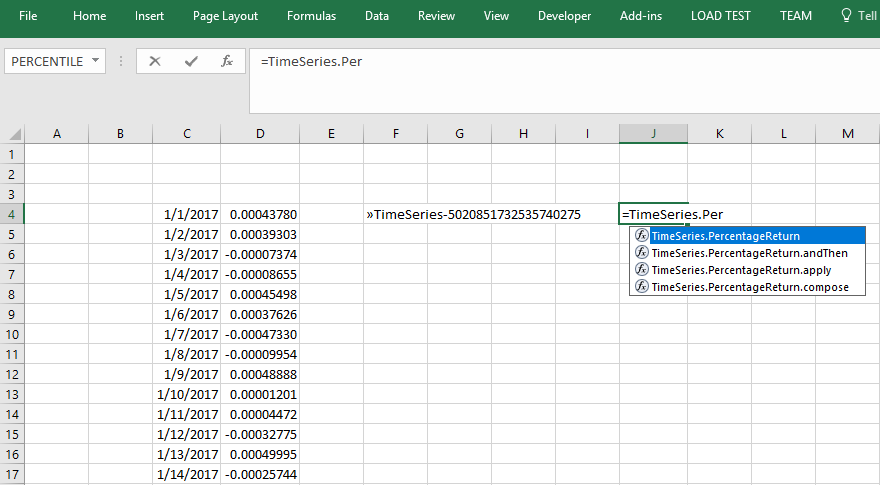 File Home Insert Page Layout Formulas Data Review View Developer Add-ins LOAD TEST TEAM Tell
PERCENTILE fx =TimeSeries.Per
A B C D E F G H I J K L M
1
2
3
4 1/1/2017 0.00043780 »TimeSeries-5020851732535740275 =TimeSeries.Per
5 1/2/2017 0.00039303 fx TimeSeries.PercentageReturn
6 1/3/2017 -0.00007374 fx TimeSeries.PercentageReturn.andThen
7 1/4/2017 -0.00008655 fx TimeSeries.PercentageReturn.apply
8 1/5/2017 0.00045498 fx TimeSeries.PercentageReturn.compose
9 1/6/2017 0.00037626
10 1/7/2017 -0.00047330
11 1/8/2017 -0.00009954
12 1/9/2017 0.00048888
13 1/10/2017 0.00001201
14 1/11/2017 0.00004472
15 1/12/2017 -0.00032775
16 1/13/2017 0.00049995
17 1/14/2017 -0.00025744